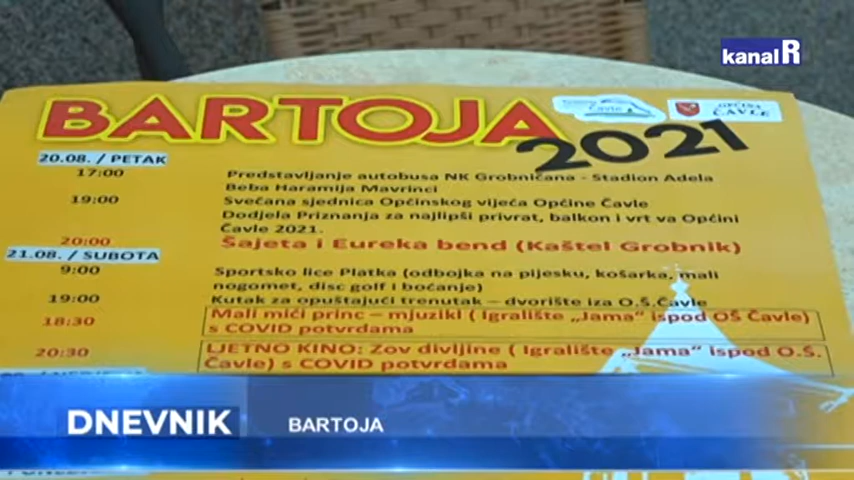 kanal R
BARTOJA
2021
OPĆINA
ČAVLE
Čavle
20.08. / PETAK
17:00 Predstavljanje autobusa NK Grobničana - Stadion Adela
Beba Haramija Mavrinci
19:00 Svečana sjednica Općinskog vijeća Općine Čavle
Dodjela Priznanja za najlipši privrat, balkon i vrt va Općini
Čavle 2021.
20:00 Šajeta i Eureka bend (Kaštel Grobnik)
21.08. / SUBOTA
9:00 Sportsko lice Platka (odbojka na pijesku, košarka, mali
nogomet, disc golf i boćanje)
19:00 Kutak za opuštajući trenutak – dvorište iza O.Š.Čavle
18:30 Mali mići princ – mjuzikl ( Igralište „Jama" ispod OŠ Čavle)
s COVID potvrdama
20:30 LJETNO KINO: Zov divljine ( Igralište „Jama" ispod O.Š.
Čavle) s COVID potvrdama
DNEVNIK
BARTOJA